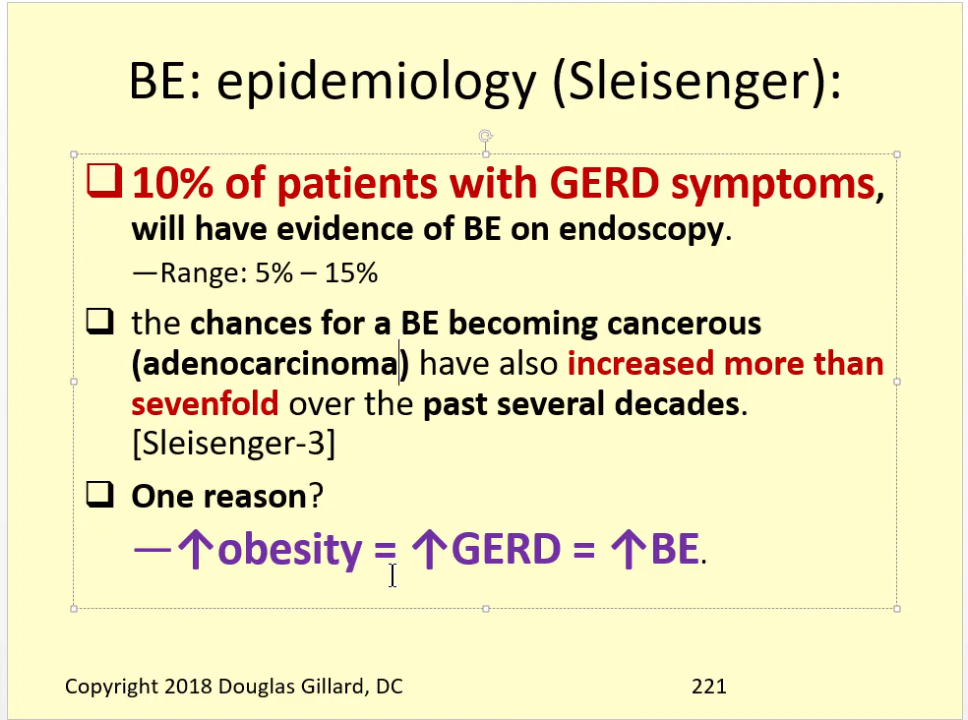 BE: epidemiology (Sleisenger):
❑ 10% of patients with GERD symptoms,
will have evidence of BE on endoscopy.
—Range: 5% – 15%
❑ the chances for a BE becoming cancerous
(adenocarcinoma) have also increased more than
sevenfold over the past several decades.
[Sleisenger-3]
❑ One reason?
—↑obesity = ↑GERD = ↑BE.
Copyright 2018 Douglas Gillard, DC 221